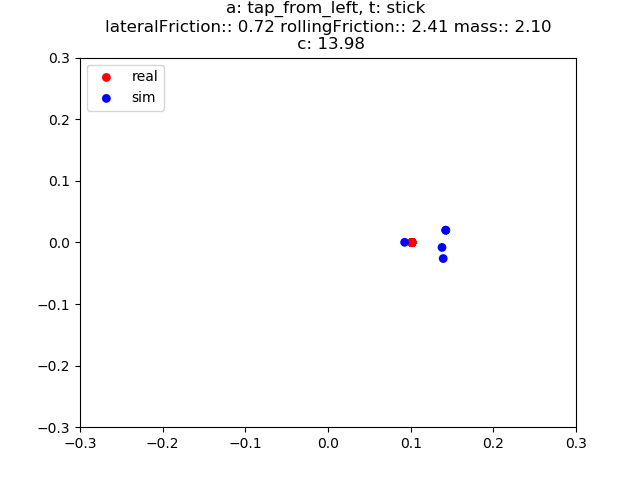 a: tap_from_left, t: stick
lateralFriction:: 0.72 rollingFriction:: 2.41 mass:: 2.10
c: 13.98
real
sim
0.3
0.2
0.1
0.0
−0.1
−0.2
−0.3
−0.3 −0.2 −0.1 0.0 0.1 0.2 0.3